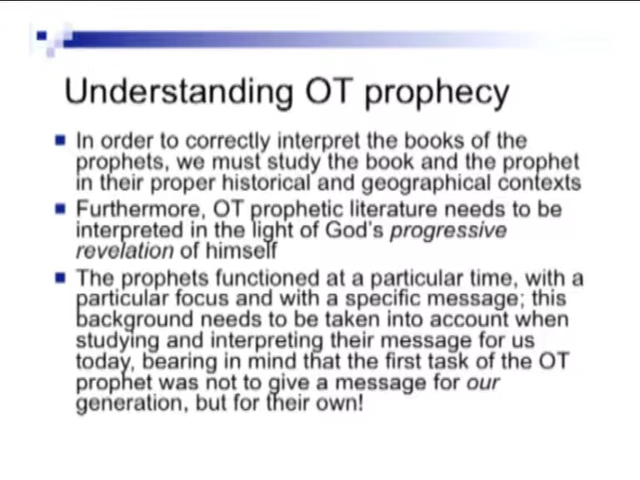 Understanding OT prophecy
In order to correctly interpret the books of the
prophets, we must study the book and the prophet
in their proper historical and geographical contexts
Furthermore, OT prophetic literature needs to be
interpreted in the light of God's progressive
revelation of himself
The prophets functioned at a particular time, with a
particular focus and with a specific message; this
background needs to be taken into account when
studying and interpreting their message for us
today, bearing in mind that the first task of the OT
prophet was not to give a message for our
generation, but for their own!